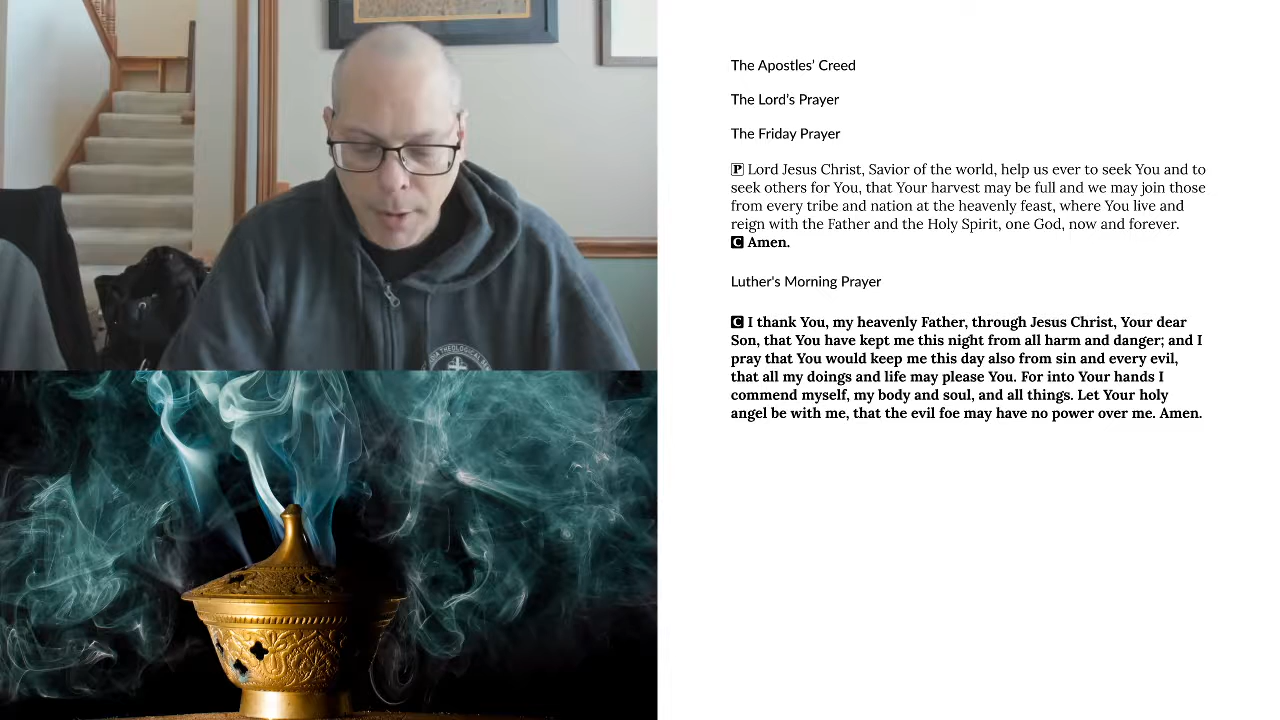 The Apostles’ Creed
The Lord’s Prayer
The Friday Prayer
P Lord Jesus Christ, Savior of the world, help us ever to seek You and to
seek others for You, that Your harvest may be full and we may join those
from every tribe and nation at the heavenly feast, where You live and
reign with the Father and the Holy Spirit, one God, now and forever.
C Amen.
Luther's Morning Prayer
C I thank You, my heavenly Father, through Jesus Christ, Your dear
Son, that You have kept me this night from all harm and danger; and I
pray that You would keep me this day also from sin and every evil,
that all my doings and life may please You. For into Your hands I
commend myself, my body and soul, and all things. Let Your holy
angel be with me, that the evil foe may have no power over me. Amen.
THEOLOGICAL